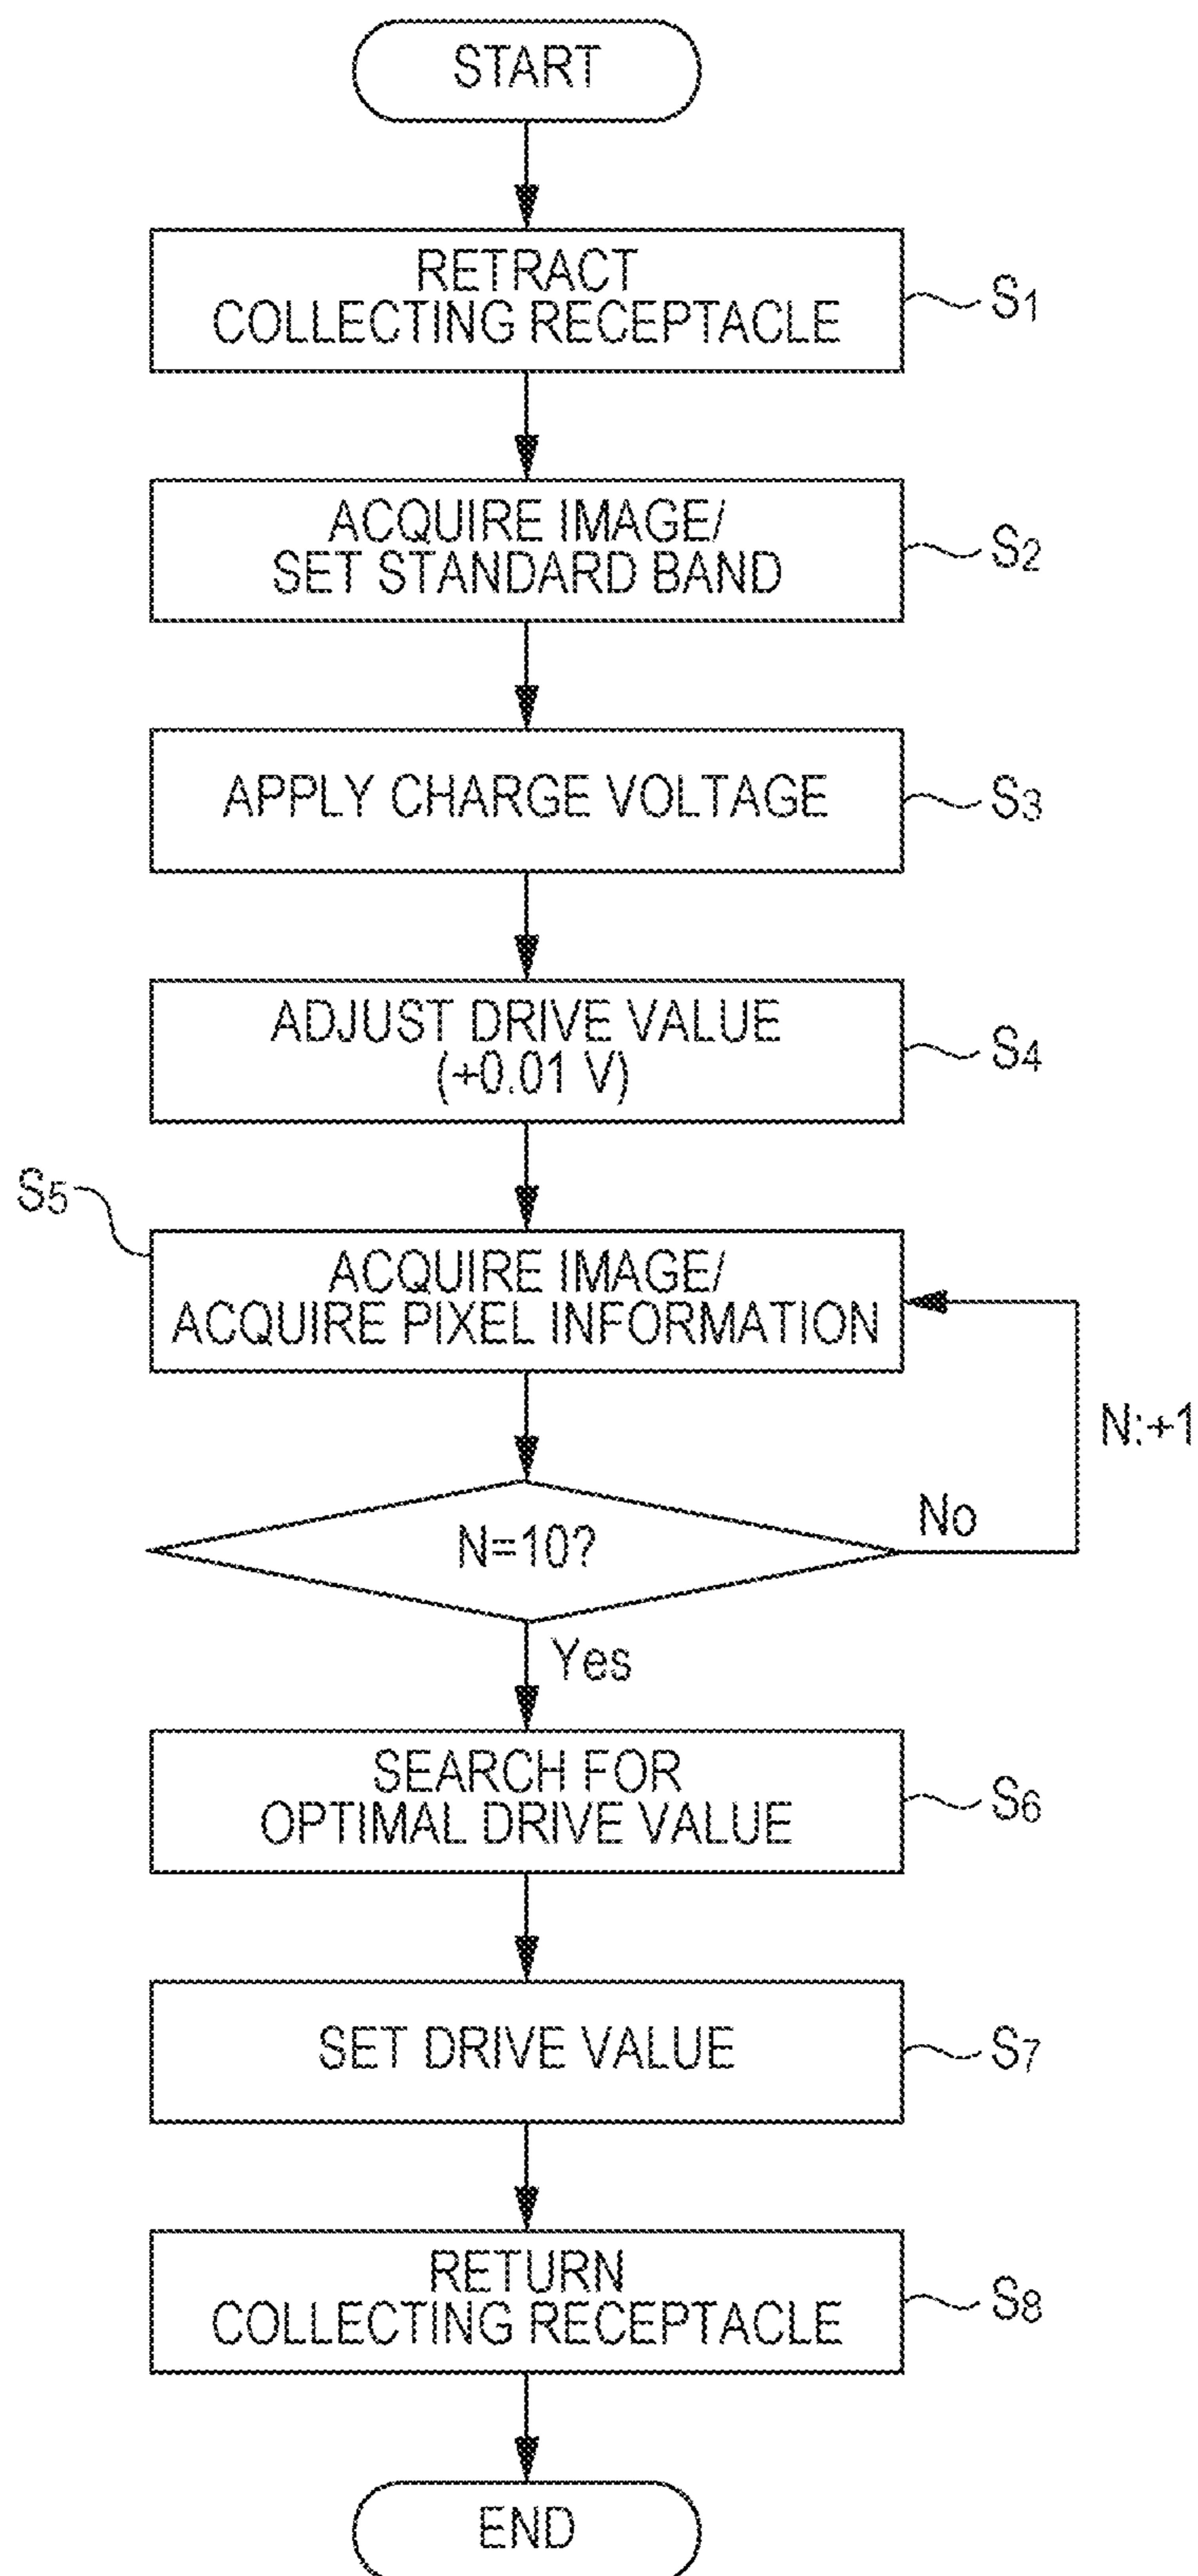 START
RETRACT
COLLECTING RECEPTACLE
S1
ACQUIRE IMAGE/
SET STANDARD BAND
S2
APPLY CHARGE VOLTAGE
S3
ADJUST DRIVE VALUE
(+0.01 V)
S4
S5
ACQUIRE IMAGE/
ACQUIRE PIXEL INFORMATION
N:+1
N=10?
No
Yes
SEARCH FOR
OPTIMAL DRIVE VALUE
S6
SET DRIVE VALUE
S7
RETURN
COLLECTING RECEPTACLE
S8
END